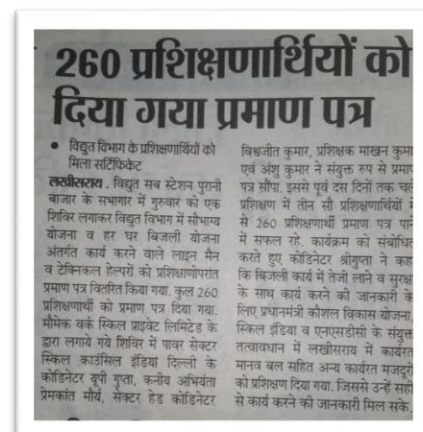 260 प्रशिक्षणार्थियों को
दिया गया प्रमाण पत्र
• विद्युत विभाग के प्रशिक्षणार्थियों को
मिला सर्टिफिकेट
लखीसराय. विद्युत सब स्टेशन पुरानी
बाजार के सभागार में गुरुवार को एक
शिविर लगाकर विद्युत विभाग में सौभाग्य
योजना व हर घर बिजली योजना
अंतर्गत कार्य करने वाले लाइन मैन
व टेक्निकल हेल्परों को प्रशिक्षाणोपरांत
प्रमाण पत्र वितरित किया गया. कुल 260
प्रशिक्षणार्थी को प्रमाण पत्र दिया गया.
मौमेक वर्क स्किल प्राइवेट लिमिटेड के
द्वारा लगाये गये शिविर में पावर सेक्टर
स्किल काउंसिल इंडिया दिल्ली के
कोडिनेटर यूपी गुप्ता, कनीय अभियंता
प्रेमकांत मौर्य, सेक्टर हेड कोडिनेटर
विश्वजीत कुमार, प्रशिक्षक माखन कुमा
एवं अंशु कुमार ने संयुक्त रुप से प्रमाण
पत्र सौंपा. इससे पूर्व दस दिनों तक चले
प्रशिक्षण में तीन सौ प्रशिक्षणार्थियों में
से 260 प्रशिक्षणार्थी प्रमाण पत्र पाने
में सफल रहे. कार्यक्रम को संबोधित
करते हुए कोडिनेटर श्रीगुप्ता ने कहा
कि बिजली कार्य में तेजी लाने व सुरक्षा
के साथ कार्य करने की जानकारी के
लिए प्रधानमंत्री कौशल विकास योजना,
स्किल इंडिया व एनएसडीसी के संयुक्त
तत्वावधान में लखीसराय में कार्यरत
मानव बल सहित अन्य कार्यरत मजदूरों
को प्रशिक्षण दिया गया. जिससे उन्हें सही
से कार्य करने की जानकारी मिल सके.